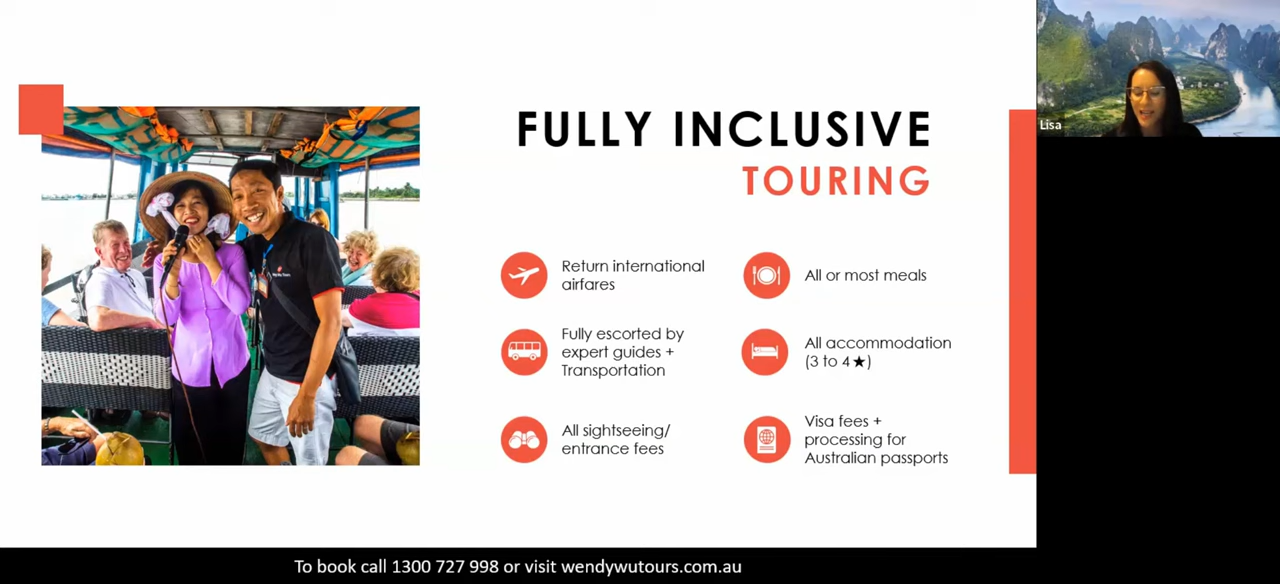 FULLY INCLUSIVE
TOURING
Return international
airfares
All or most meals
Fully escorted by
expert guides +
Transportation
All accommodation
(3 to 4★)
All sightseeing/
entrance fees
Visa fees +
processing for
Australian passports
Lisa
To book call 1300 727 998 or visit wendywutours.com.au